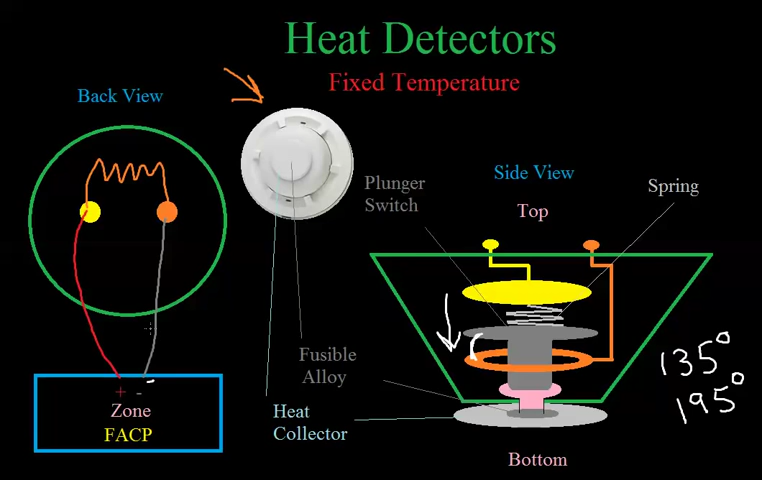 Heat Detectors
Fixed Temperature
Back View
Plunger
Switch
Side View
Top
Spring
Fusible
Alloy
Heat
Collector
135°
195°
+ -
Zone
FACP
Bottom